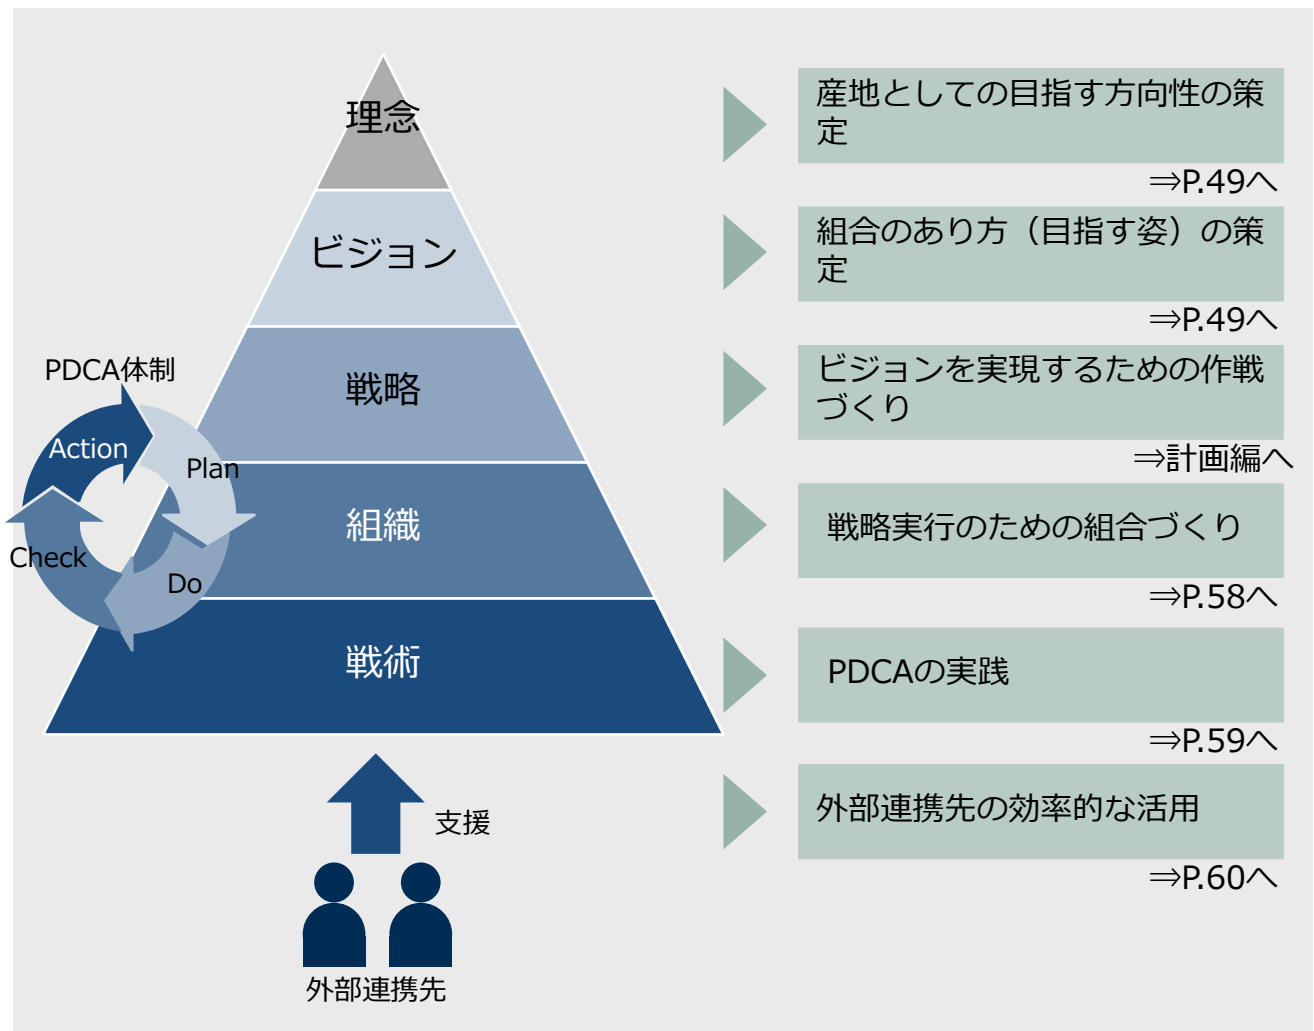 理念
産地としての目指す方向性の策
定
⇒P.49へ
ビジョン
組合のあり方（目指す姿）の策
定
⇒P.49へ
PDCA体制
Action
Plan
Check
Do
戦略
ビジョンを実現するための作戦
づくり
⇒計画編へ
組織
戦略実行のための組合づくり
⇒P.58へ
戦術
PDCAの実践
⇒P.59へ
支援
外部連携先
外部連携先の効率的な活用
⇒P.60へ